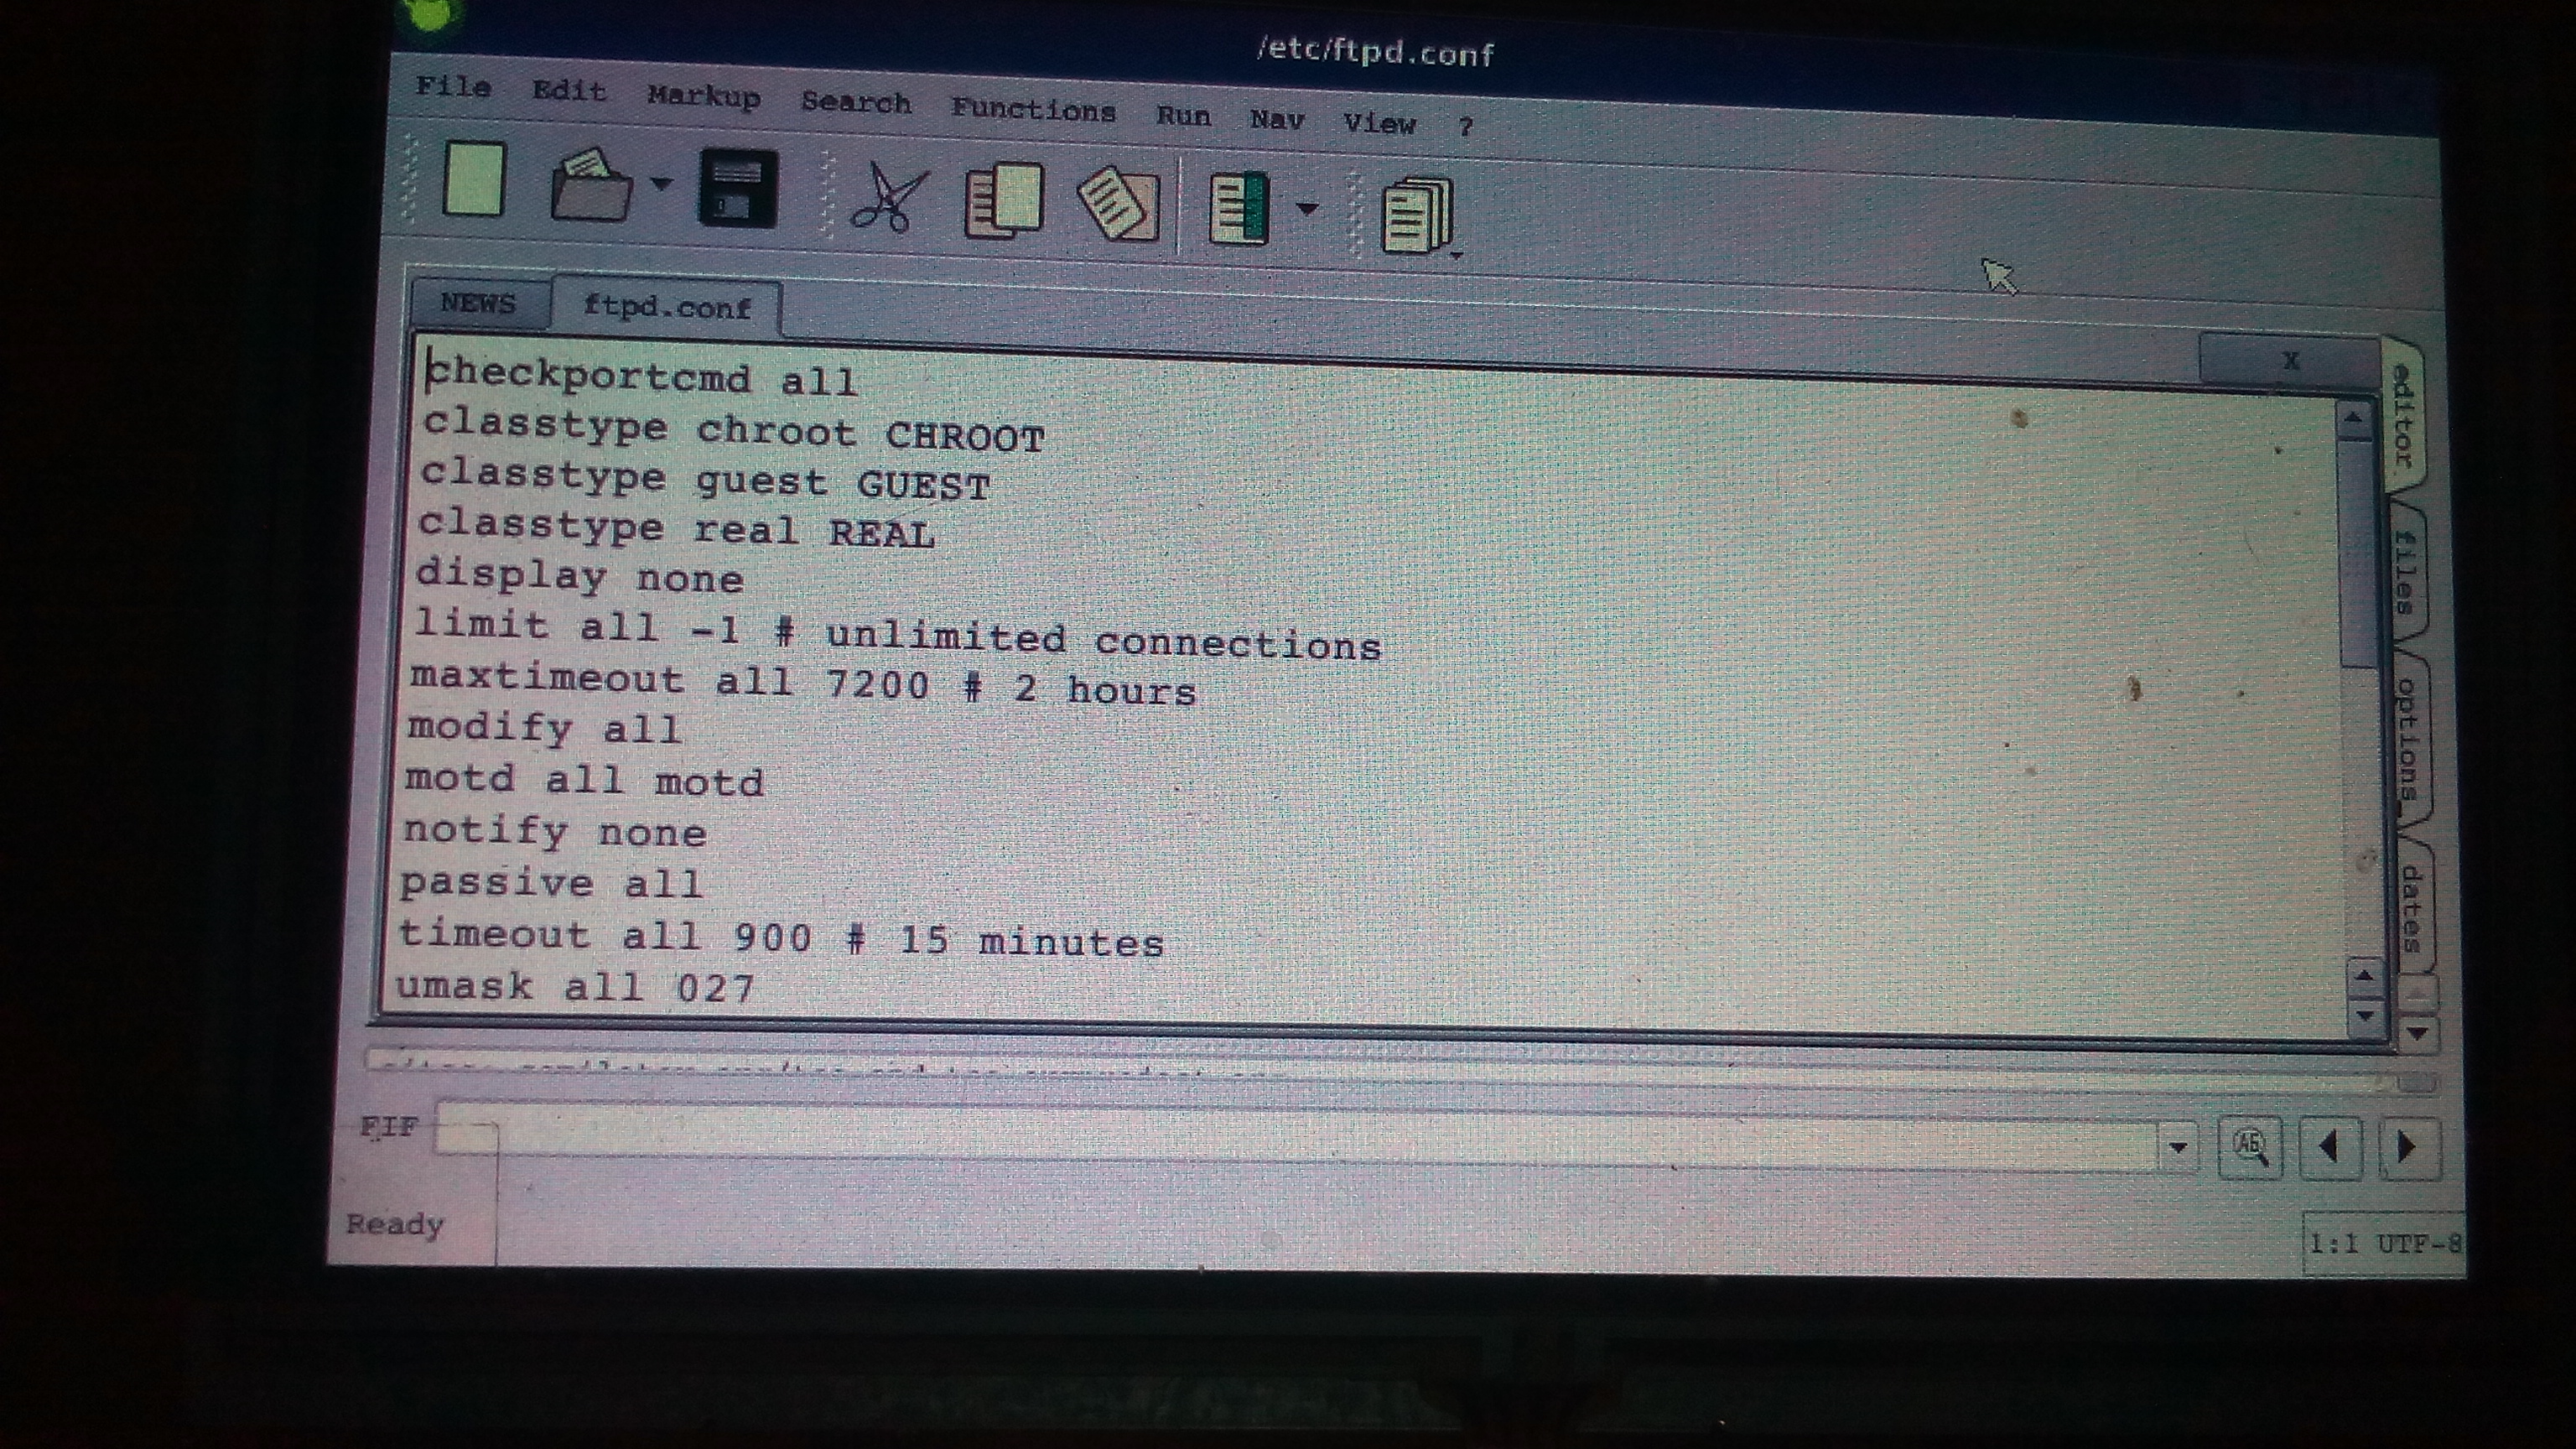 /etc/ftpd.conf
File Edit Markup Search Functions Run Nav View ?
NEWS ftpd.conf
X
checkportcmd all
classtype chroot CHROOT
classtype guest GUEST
classtype real REAL
display none
limit all -1 # unlimited connections
maxtimeout all 7200 # 2 hours
modify all
motd all motd
notify none
passive all
timeout all 900 # 15 minutes
umask all 027
editor
files
options
dates
FIF
Ready
1:1 UTF-8